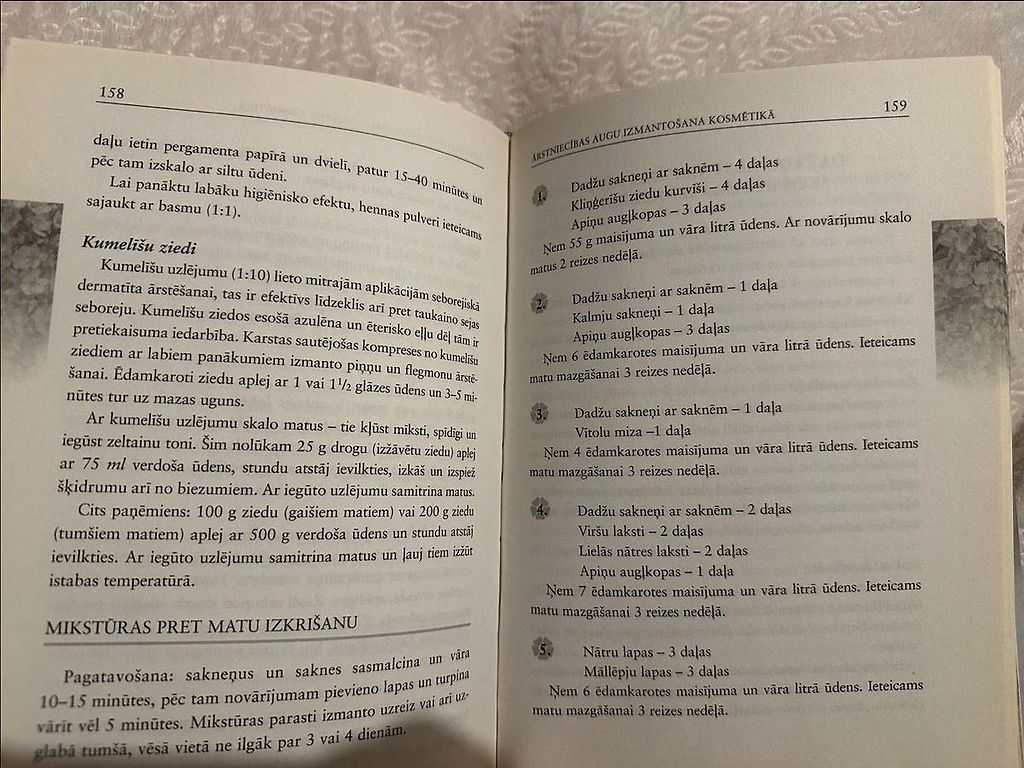 158
daļu ietin pergamenta papīrā un dvielī, patur 15–40 minūtes un
pēc tam izskalo ar siltu ūdeni.
Lai panāktu labāku higiēnisko efektu, hennas pulveri ieteicams
sajaukt ar basmu (1:1).
Kumelīšu ziedi
Kumelīšu uzlējumu (1:10) lieto mitrajām aplikācijām seborejiskā
dermatīta ārstēšanai, tas ir efektīvs līdzeklis arī pret taukaino sejas
seboreju. Kumelīšu ziedos esošā azulēna un ēterisko eļļu dēļ tām ir
pretiekaisuma iedarbība. Karstas sautējošas kompreses no kumelīšu
ziediem ar labiem panākumiem izmanto piņņu un flegmonu ārstē-
šanai. Ēdamkaroti ziedu aplej ar 1 vai 1 1/2 glāzes ūdens un 3–5 mi-
nūtes tur uz mazas uguns.
Ar kumelīšu uzlējumu skalo matus – tie kļūst mīksti, spīdīgi un
iegūst zeltainu toni. Šim nolūkam 25 g drogu (izžāvētu ziedu) aplej
ar 75 ml verdoša ūdens, stundu atstāj ievilkties, izkāš un izspiež
šķidrumu arī no biezumiem. Ar iegūto uzlējumu samitrina matus.
Cits paņēmiens: 100 g ziedu (gaišiem matiem) vai 200 g ziedu
(tumšiem matiem) aplej ar 500 g verdoša ūdens un stundu atstāj
ievilkties. Ar iegūto uzlējumu samitrina matus un ļauj tiem izžūt
istabas temperatūrā.
MIKSTŪRAS PRET MATU IZKRIŠANU
Pagatavošana: sakneņus un saknes sasmalcina un vāra
10–15 minūtes, pēc tam novārījumam pievieno lapas un turpina
vārīt vēl 5 minūtes. Mikstūras parasti izmanto uzreiz vai arī uz-
glabā tumšā, vēsā vietā ne ilgāk par 3 vai 4 dienām.
ĀRSTNIECĪBAS AUGU IZMANTOŠANA KOSMĒTIKĀ
159
1. Dadžu sakneņi ar saknēm – 4 daļas
Kliņģerīšu ziedu kurvīši – 4 daļas
Apiņu augļkopas – 3 daļas
Ņem 55 g maisījuma un vāra litrā ūdens. Ar novārījumu skalo
matus 2 reizes nedēļā.
2. Dadžu sakneņi ar saknēm – 1 daļa
Kalmju sakneņi – 1 daļa
Apiņu augļkopas – 3 daļas
Ņem 6 ēdamkarotes maisījuma un vāra litrā ūdens. Ieteicams
matu mazgāšanai 3 reizes nedēļā.
3. Dadžu sakneņi ar saknēm – 1 daļa
Vītolu miza –1 daļa
Ņem 4 ēdamkarotes maisījuma un vāra litrā ūdens. Ieteicams
matu mazgāšanai 3 reizes nedēļā.
4. Dadžu sakneņi ar saknēm – 2 daļas
Viršu laksti – 2 daļas
Lielās nātres laksti – 2 daļas
Apiņu augļkopas – 1 daļa
Ņem 7 ēdamkarotes maisījuma un vāra litrā ūdens. Ieteicams
matu mazgāšanai 3 reizes nedēļā.
5. Nātru lapas – 3 daļas
Māllēpju lapas – 3 daļas
Ņem 6 ēdamkarotes maisījuma un vāra litrā ūdens. Ieteicams
matu mazgāšanai 3 reizes nedēļā.